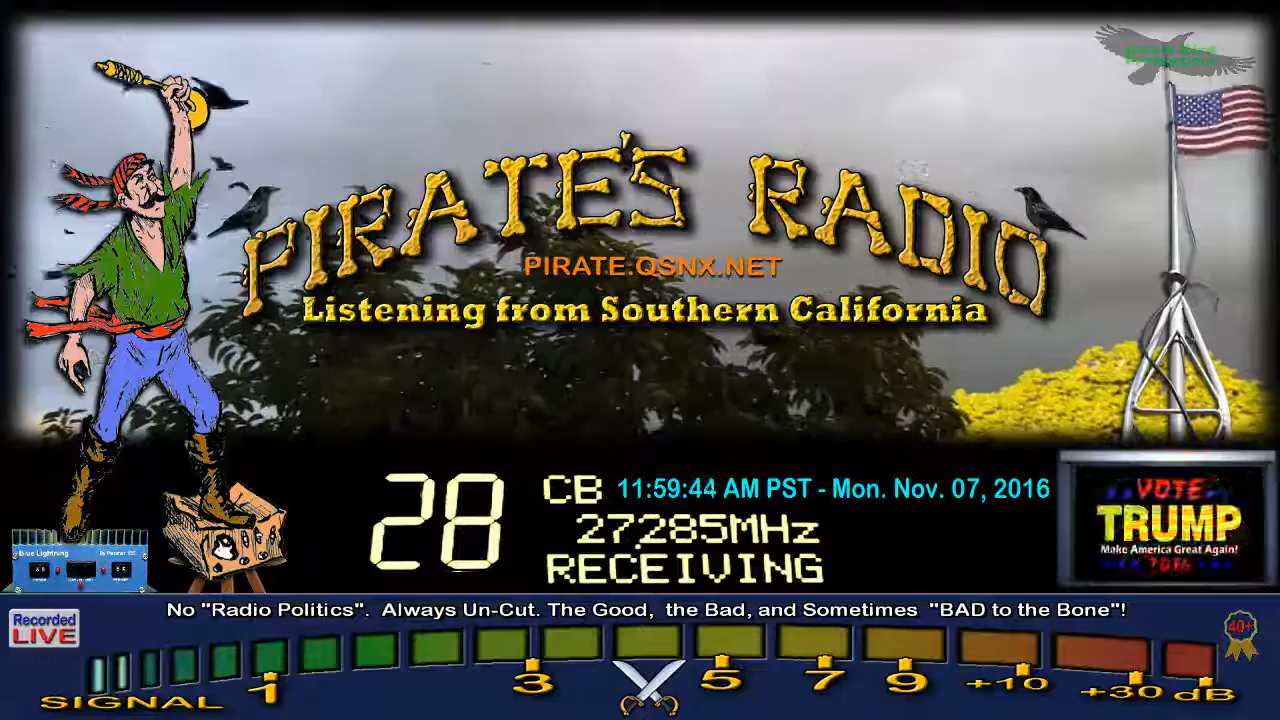 PIRATE'S RADIO
PIRATE.QSNX.NET
Listening from Southern California
28
CB
11:59:44 AM PST - Mon. Nov. 07, 2016
27.285MHz
RECEIVING
VOTE
TRUMP
Make America Great Again!
2016
Blue Lightning
No "Radio Politics". Always Un-Cut. The Good, the Bad, and Sometimes "BAD to the Bone"!
Recorded
LIVE
40+
SIGNAL 1 3 5 7 9 +10 +30 dB